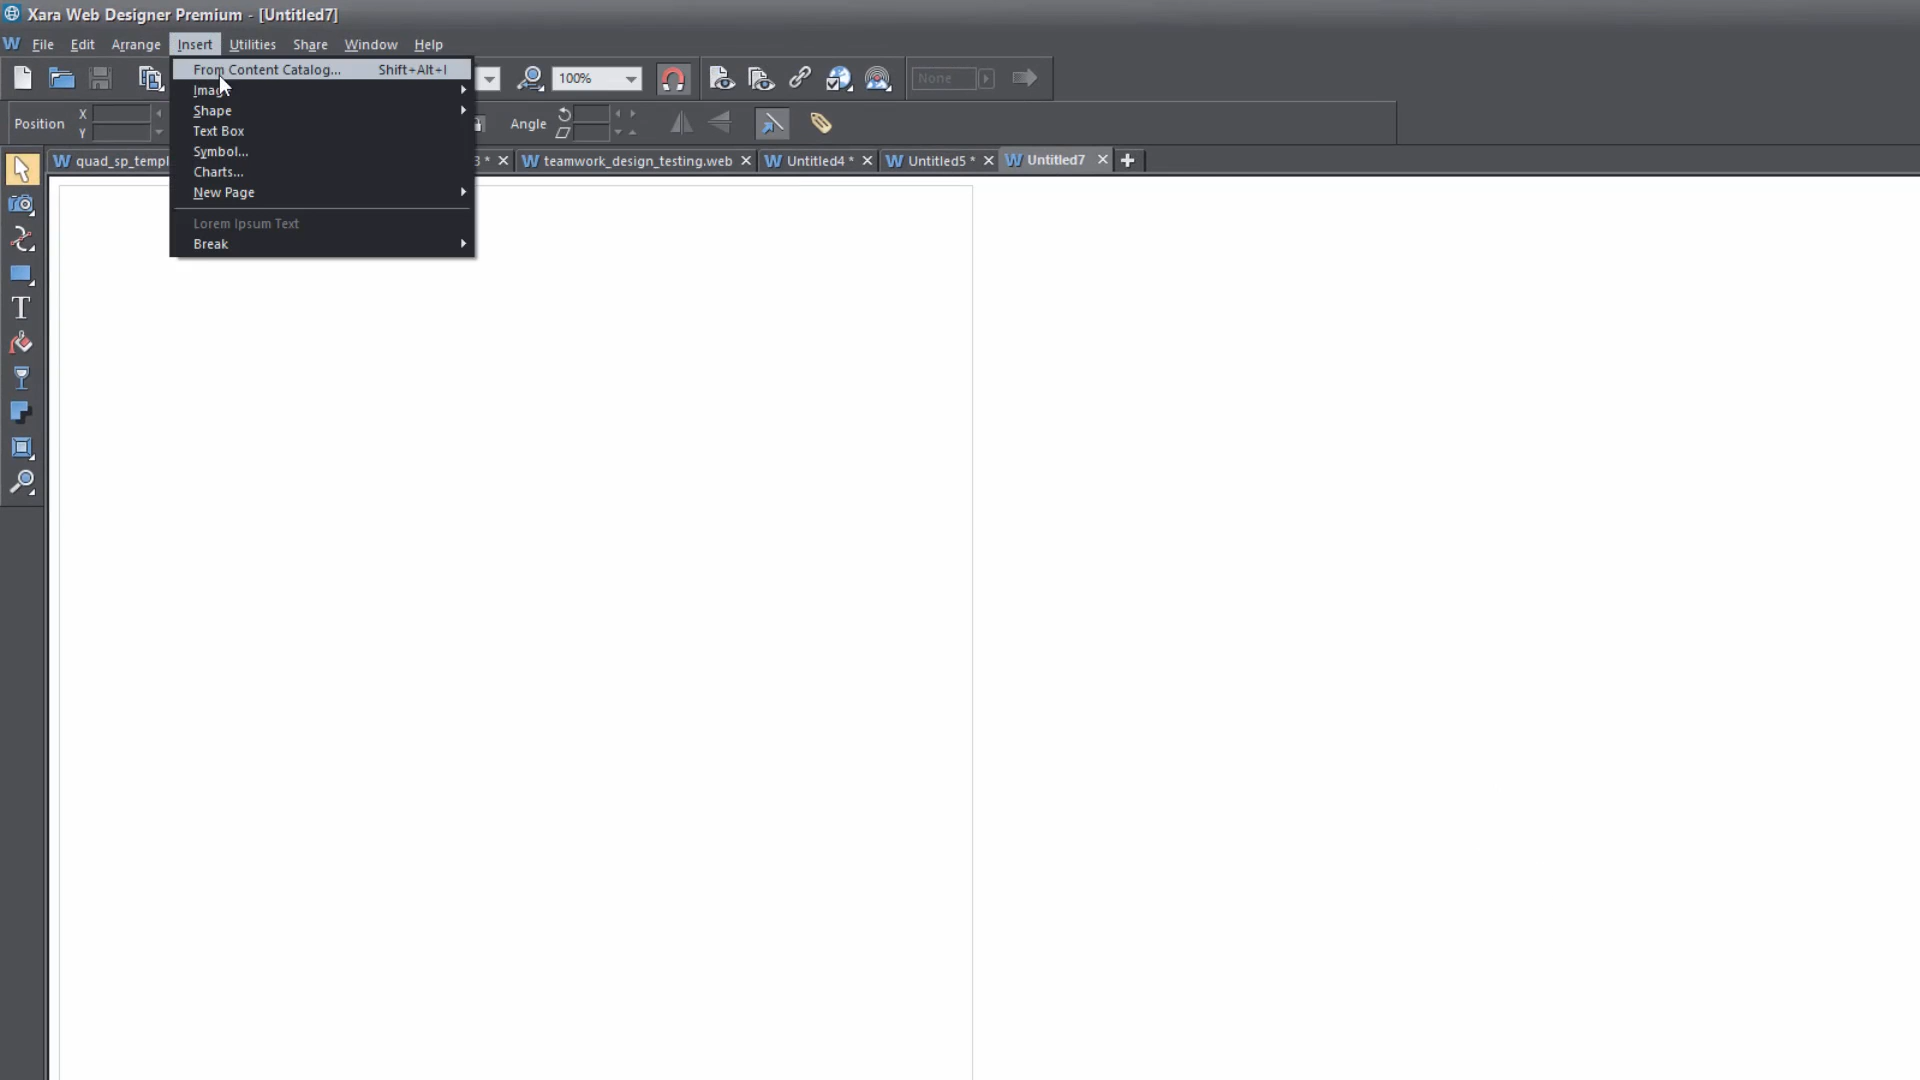 Xara Web Designer Premium - [Untitled7]
File Edit Arrange Insert Utilities Share Window Help
From Content Catalog... Shift+Alt+I
100%
None
Shape
Position X Y
Angle
Text Box
Symbol...
quad_sp_templ
3 *
teamwork_design_testing.web
Untitled4 *
Untitled5 *
Untitled7
Charts...
New Page
Lorem Ipsum Text
Break
T